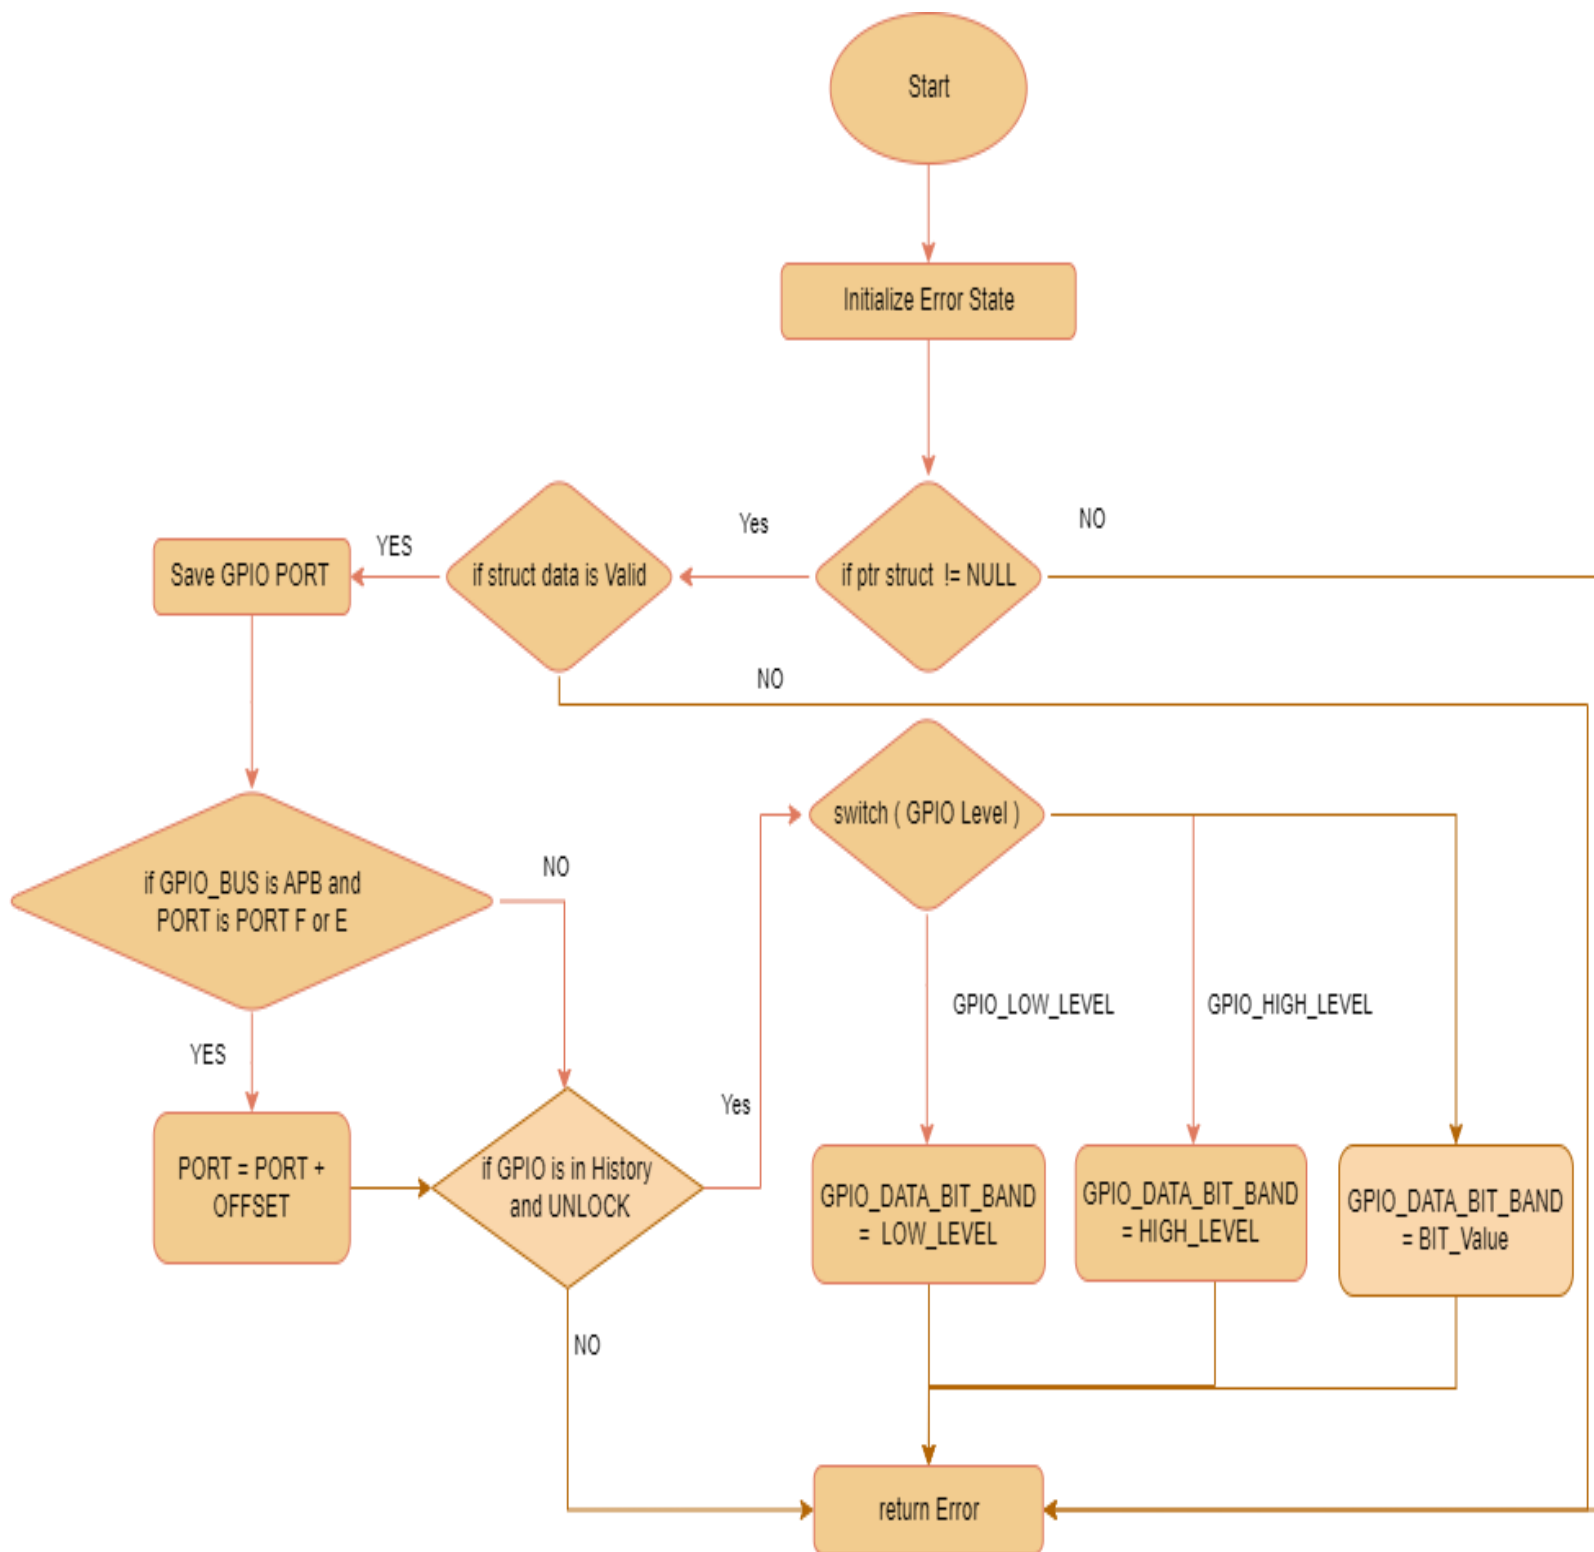 Start
Initialize Error State
if ptr struct != NULL
Yes
NO
if struct data is Valid
YES
NO
Save GPIO PORT
if GPIO_BUS is APB and
PORT is PORT F or E
NO
YES
PORT = PORT +
OFFSET
if GPIO is in History
and UNLOCK
Yes
NO
switch ( GPIO Level )
GPIO_LOW_LEVEL
GPIO_HIGH_LEVEL
GPIO_DATA_BIT_BAND
= LOW_LEVEL
GPIO_DATA_BIT_BAND
= HIGH_LEVEL
GPIO_DATA_BIT_BAND
= BIT_Value
return Error